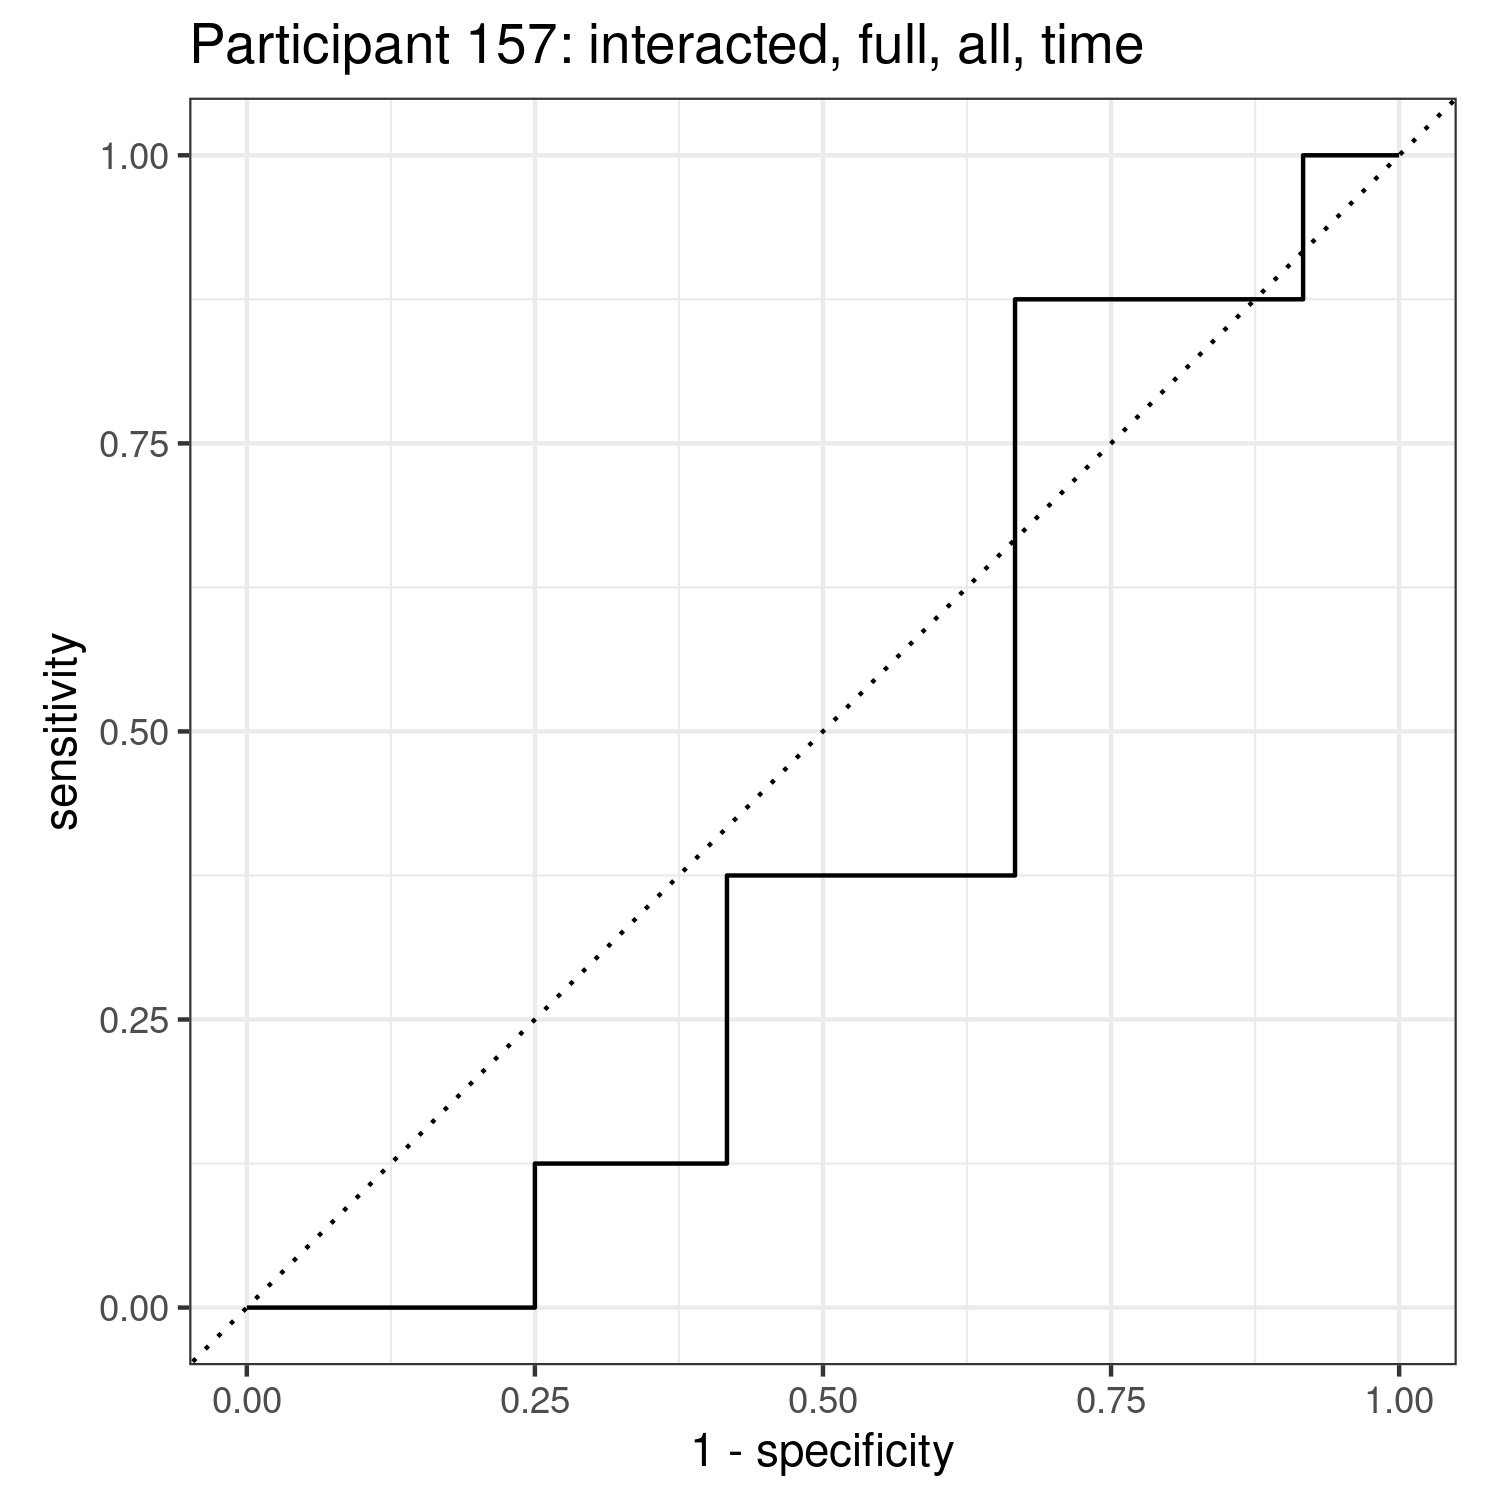 Participant 157: interacted, full, all, time
1.00
0.75
0.50
0.25
0.00
sensitivity
0.00 0.25 0.50 0.75 1.00
1 - specificity